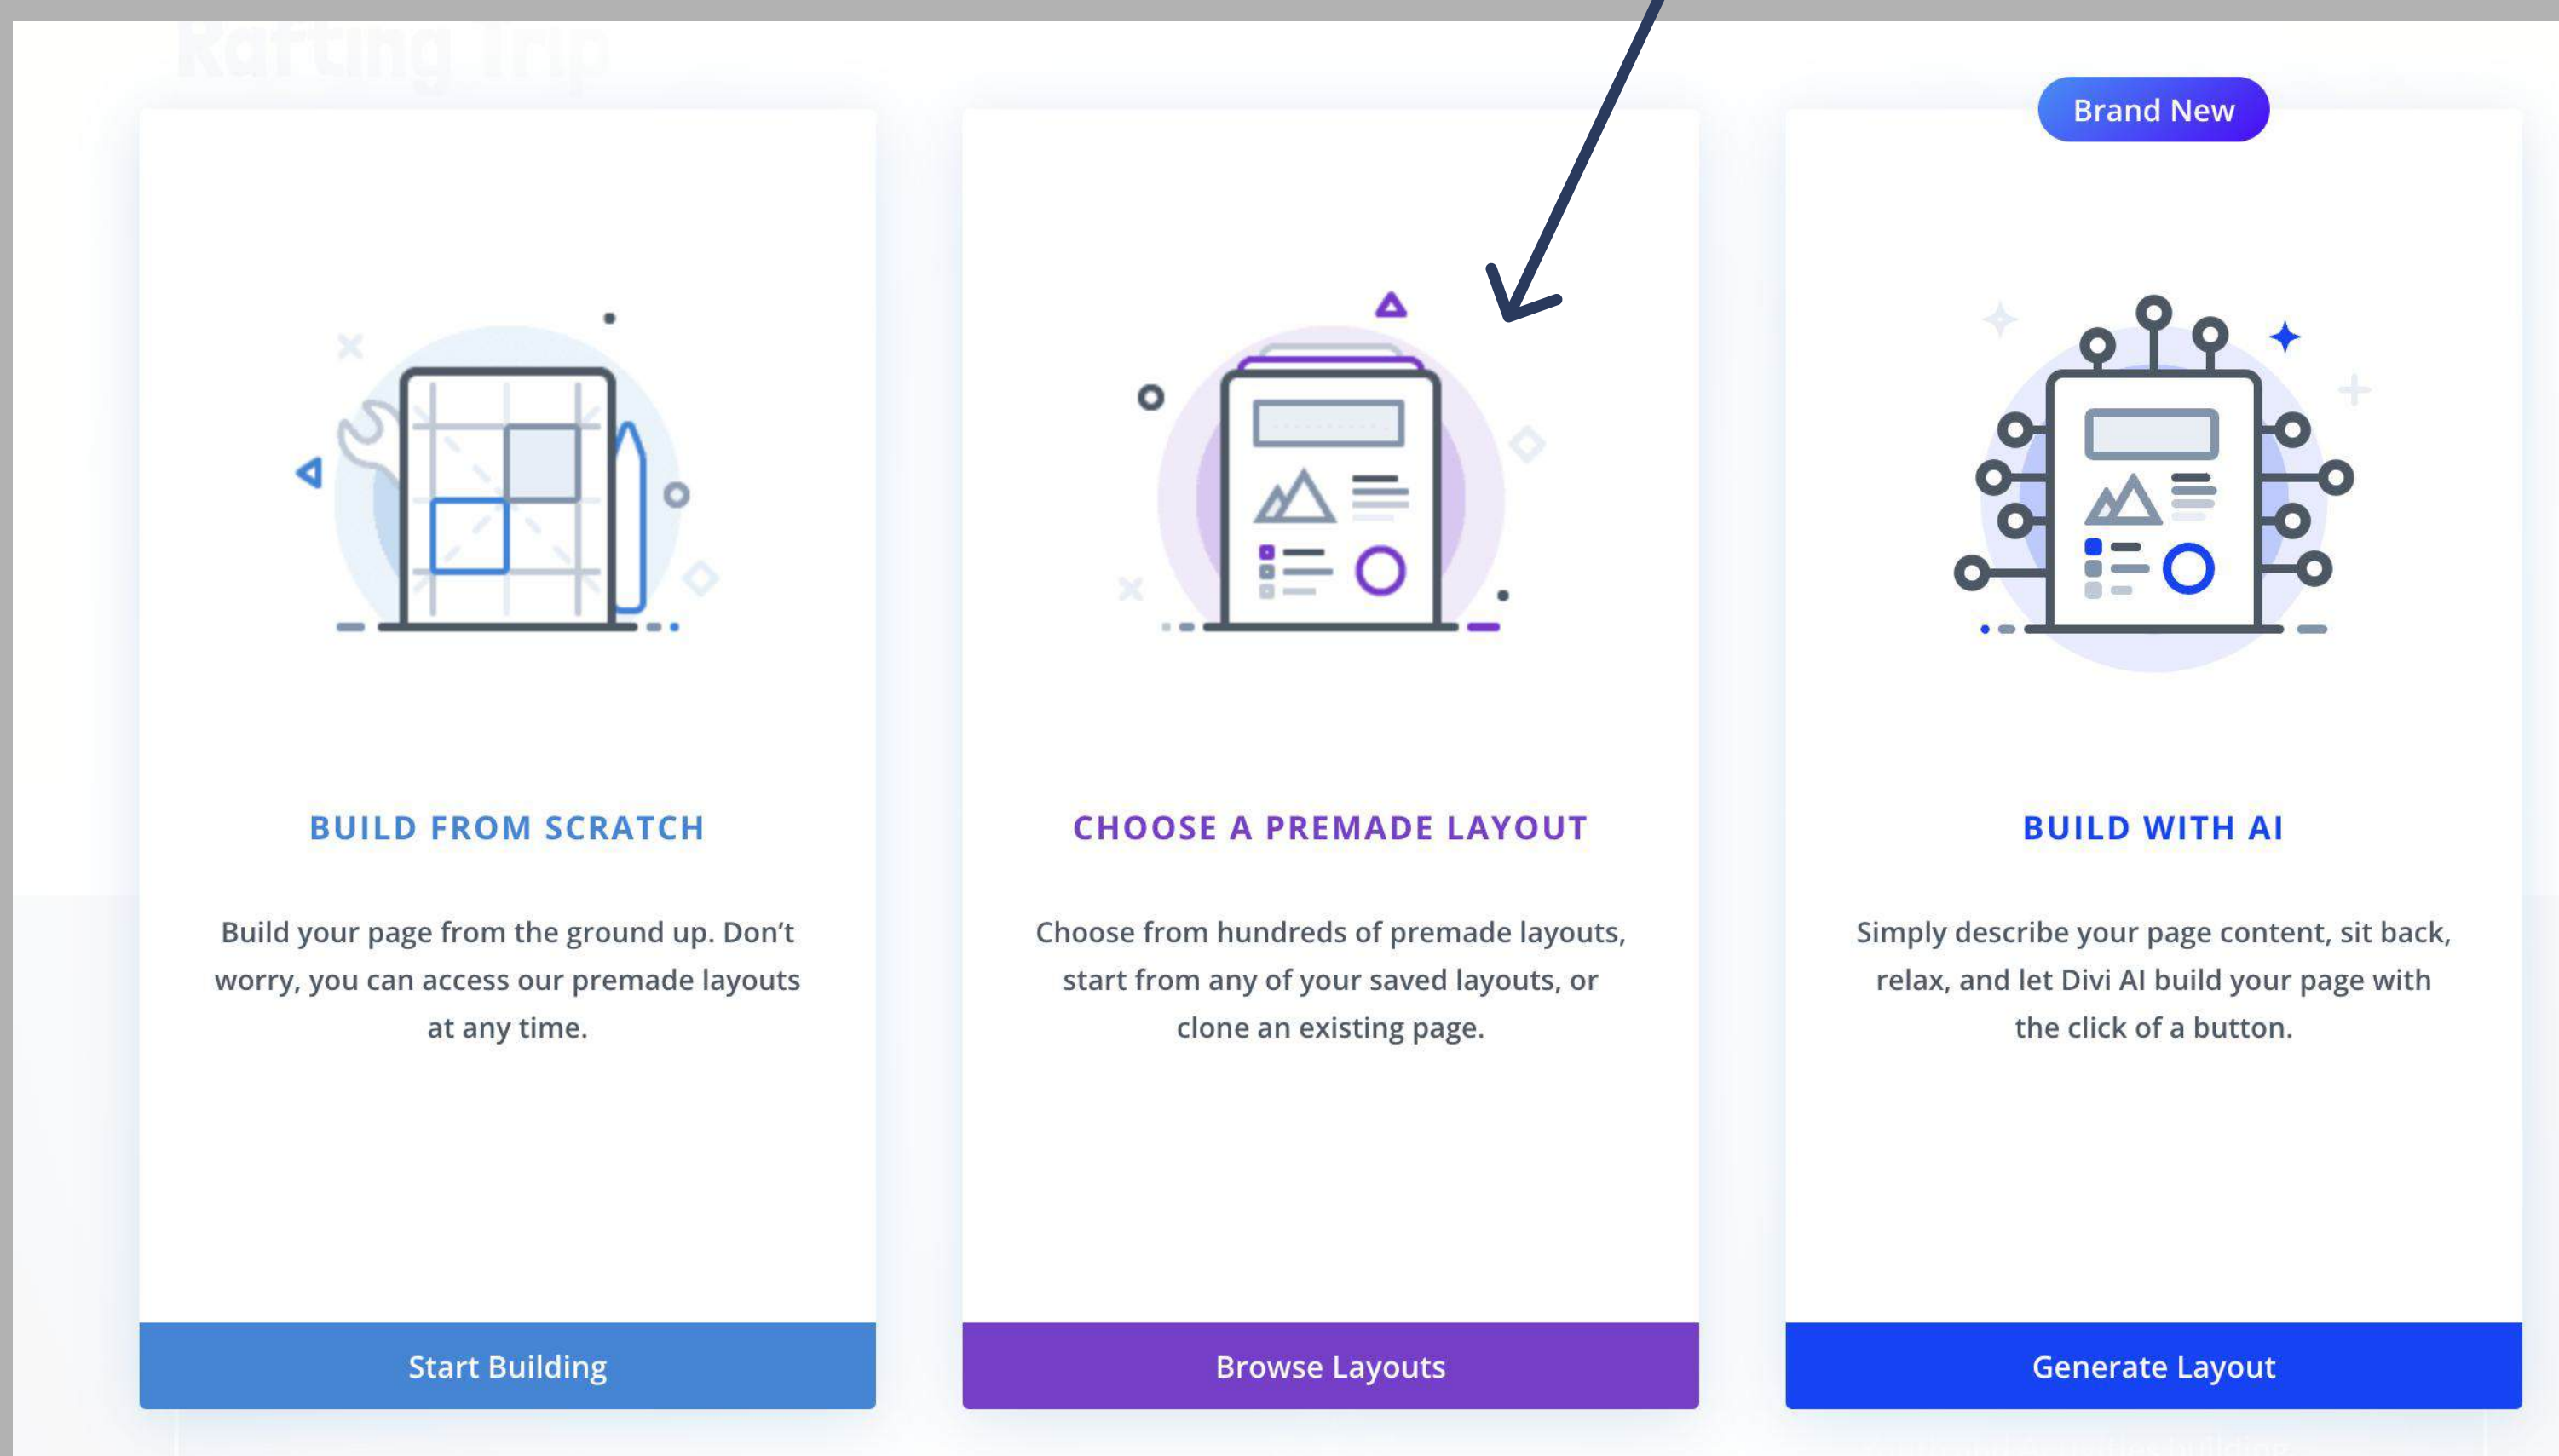 Rafting Trip
Brand New
BUILD FROM SCRATCH
Build your page from the ground up. Don't
worry, you can access our premade layouts
at any time.
Start Building
CHOOSE A PREMADE LAYOUT
Choose from hundreds of premade layouts,
start from any of your saved layouts, or
clone an existing page.
Browse Layouts
BUILD WITH AI
Simply describe your page content, sit back,
relax, and let Divi AI build your page with
the click of a button.
Generate Layout